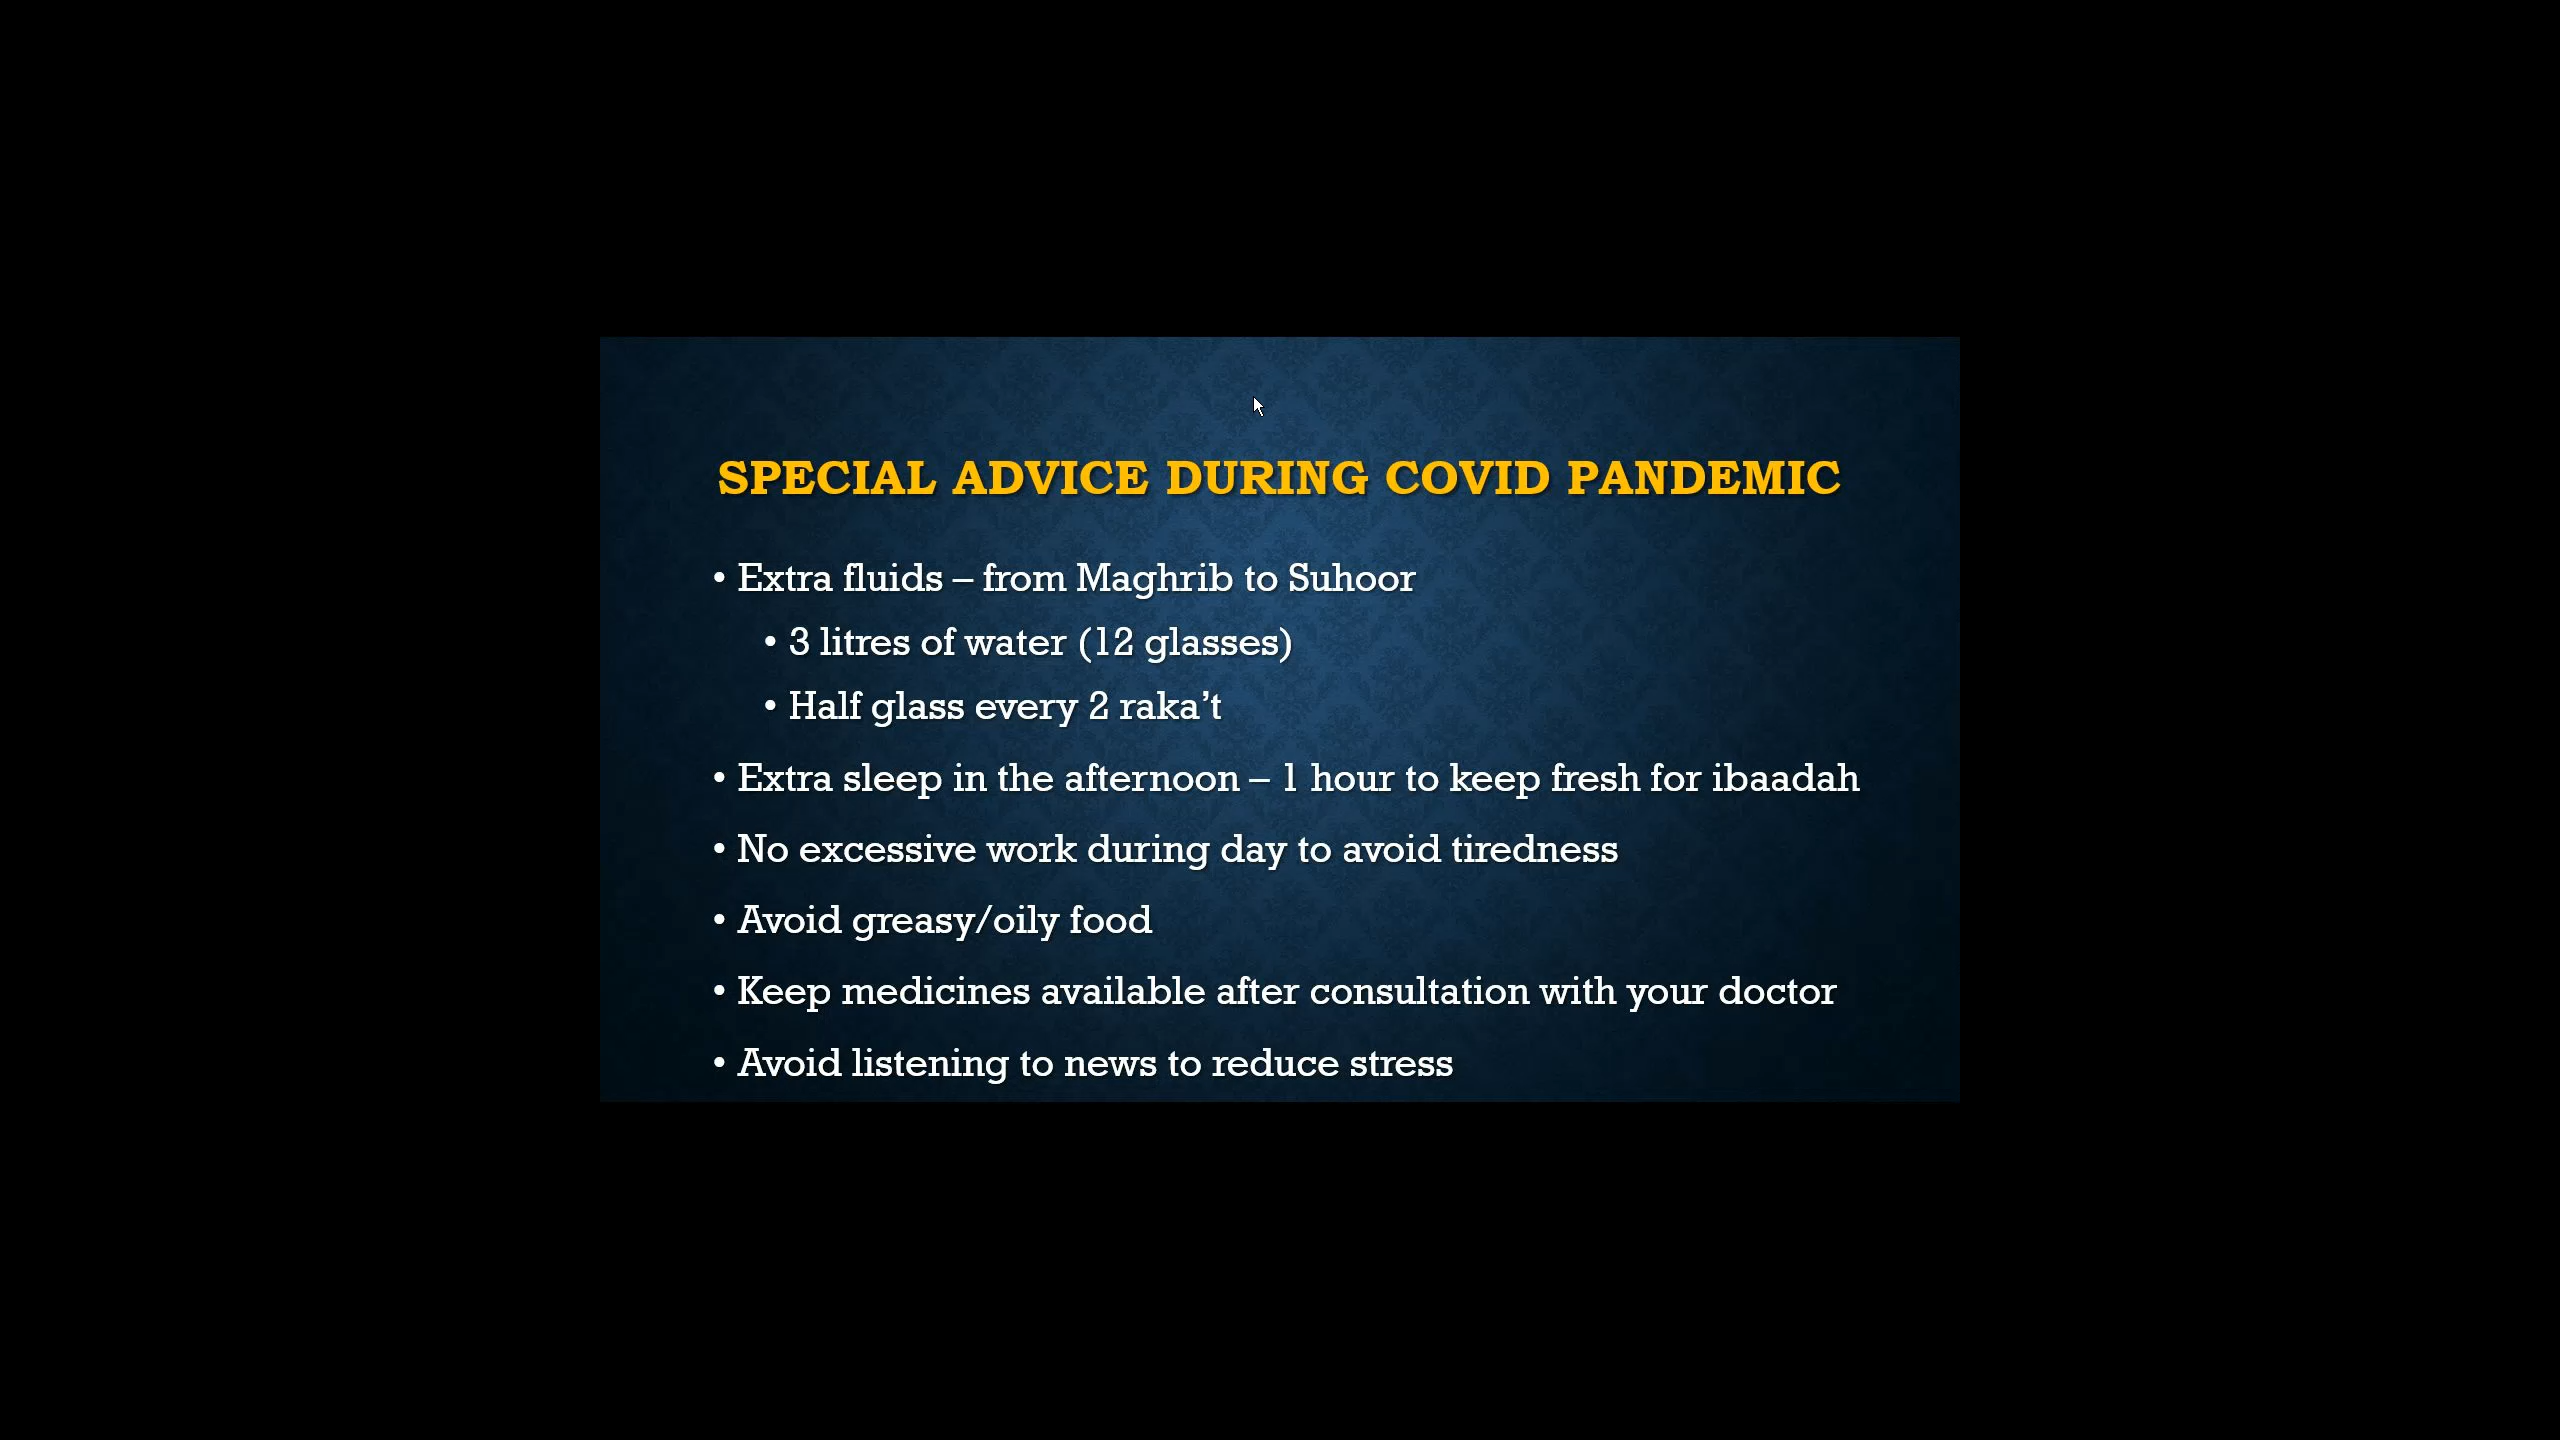 SPECIAL ADVICE DURING COVID PANDEMIC
• Extra fluids – from Maghrib to Suhoor
• 3 litres of water (12 glasses)
• Half glass every 2 raka’t
• Extra sleep in the afternoon – 1 hour to keep fresh for ibaadah
• No excessive work during day to avoid tiredness
• Avoid greasy/oily food
• Keep medicines available after consultation with your doctor
• Avoid listening to news to reduce stress